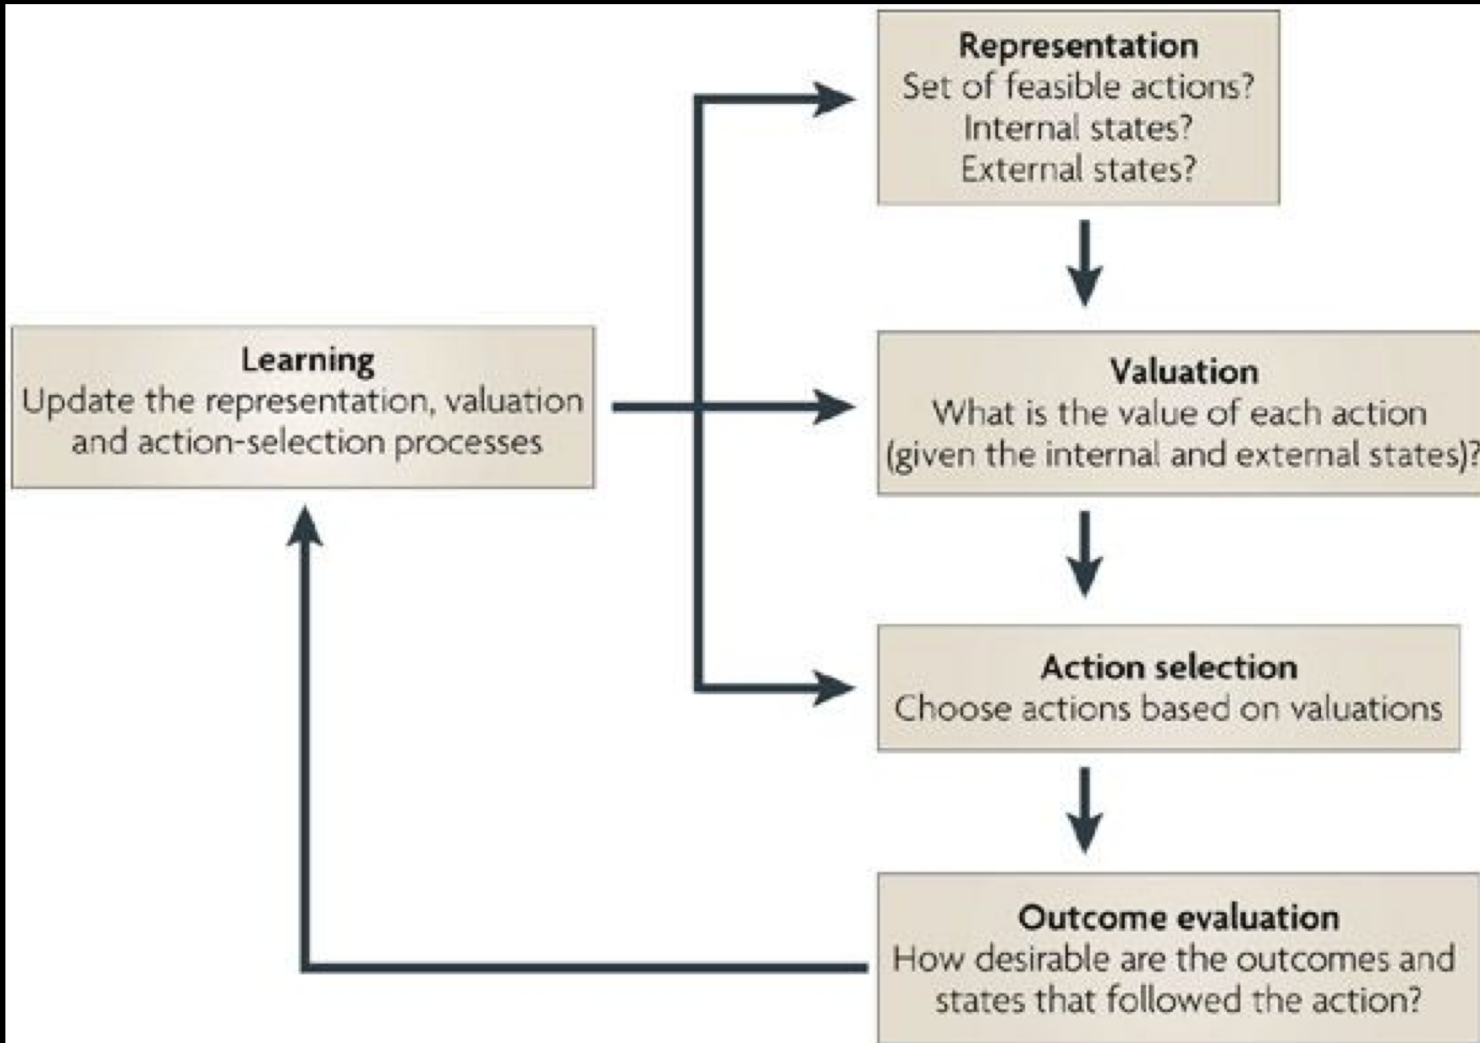 Representation
Set of feasible actions?
Internal states?
External states?
Learning
Update the representation, valuation
and action-selection processes
Valuation
What is the value of each action
(given the internal and external states)?
Action selection
Choose actions based on valuations
Outcome evaluation
How desirable are the outcomes and
states that followed the action?